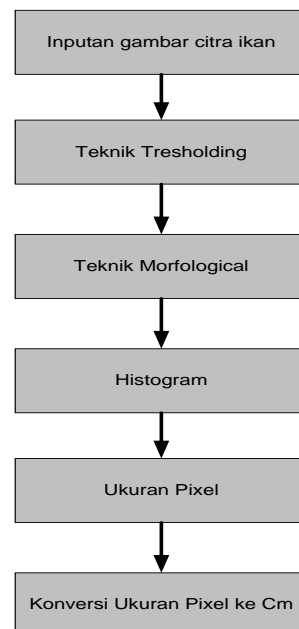 Inputan gambar citra ikan
Teknik Tresholding
Teknik Morfological
Histogram
Ukuran Pixel
Konversi Ukuran Pixel ke Cm